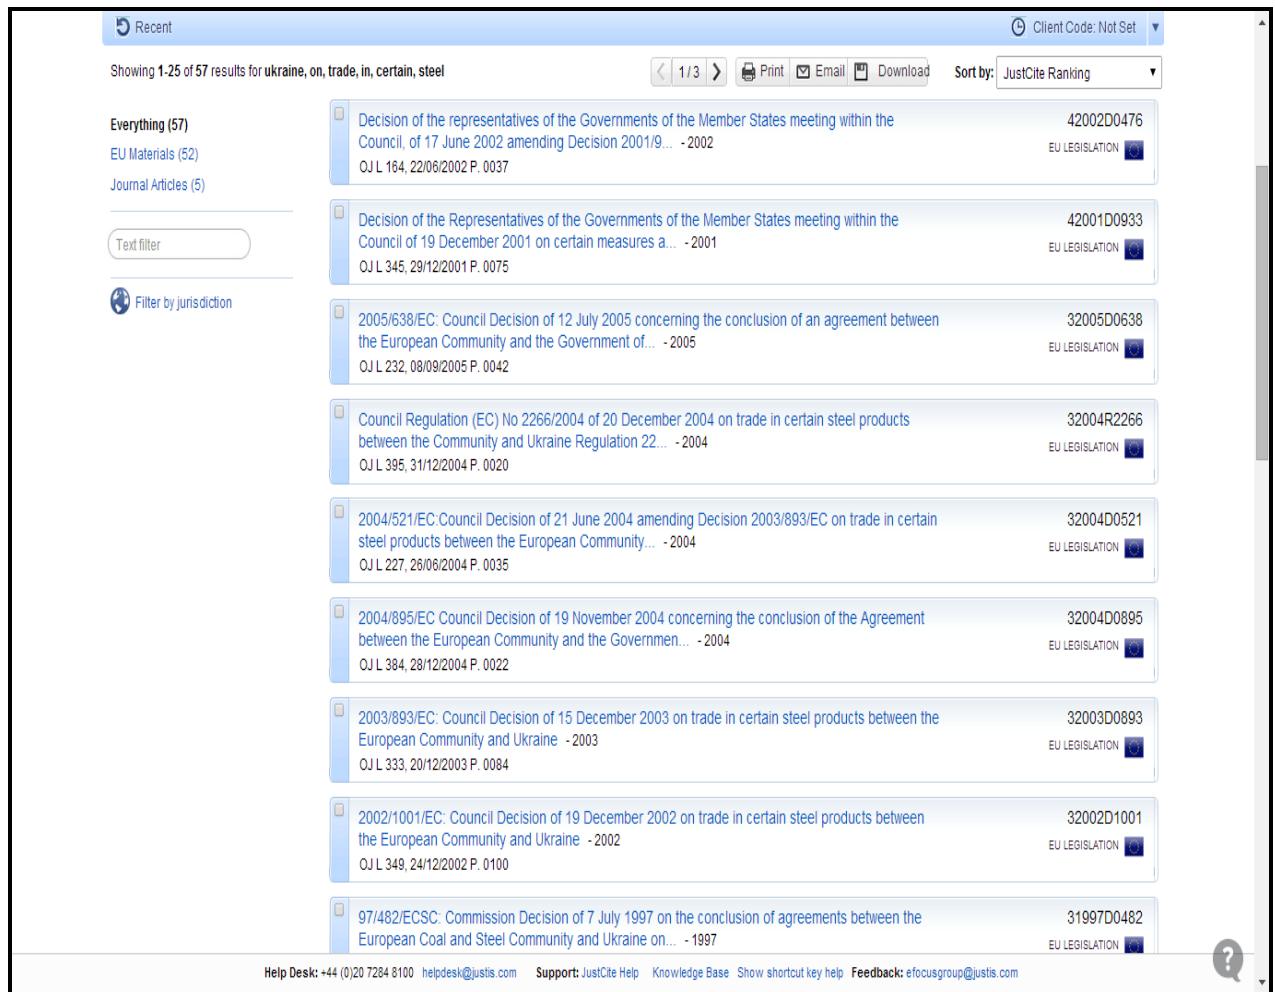 Recent
Client Code: Not Set
Showing 1-25 of 57 results for ukraine, on, trade, in, certain, steel
1 / 3
Print
Email
Download
Sort by:
JustCite Ranking
Everything (57)
EU Materials (52)
Journal Articles (5)
Text filter
Filter by jurisdiction
Decision of the representatives of the Governments of the Member States meeting within the
Council, of 17 June 2002 amending Decision 2001/9... - 2002
OJ L 164, 22/06/2002 P. 0037
42002D0476
EU LEGISLATION
Decision of the Representatives of the Governments of the Member States meeting within the
Council of 19 December 2001 on certain measures a... - 2001
OJ L 345, 29/12/2001 P. 0075
42001D0933
EU LEGISLATION
2005/638/EC: Council Decision of 12 July 2005 concerning the conclusion of an agreement between
the European Community and the Government of... - 2005
OJ L 232, 08/09/2005 P. 0042
32005D0638
EU LEGISLATION
Council Regulation (EC) No 2266/2004 of 20 December 2004 on trade in certain steel products
between the Community and Ukraine Regulation 22... - 2004
OJ L 395, 31/12/2004 P. 0020
32004R2266
EU LEGISLATION
2004/521/EC:Council Decision of 21 June 2004 amending Decision 2003/893/EC on trade in certain
steel products between the European Community... - 2004
OJ L 227, 26/06/2004 P. 0035
32004D0521
EU LEGISLATION
2004/895/EC Council Decision of 19 November 2004 concerning the conclusion of the Agreement
between the European Community and the Governmen... - 2004
OJ L 384, 28/12/2004 P. 0022
32004D0895
EU LEGISLATION
2003/893/EC: Council Decision of 15 December 2003 on trade in certain steel products between the
European Community and Ukraine - 2003
OJ L 333, 20/12/2003 P. 0084
32003D0893
EU LEGISLATION
2002/1001/EC: Council Decision of 19 December 2002 on trade in certain steel products between
the European Community and Ukraine - 2002
OJ L 349, 24/12/2002 P. 0100
32002D1001
EU LEGISLATION
97/482/ECSC: Commission Decision of 7 July 1997 on the conclusion of agreements between the
European Coal and Steel Community and Ukraine on... - 1997
31997D0482
EU LEGISLATION
Help Desk: +44 (0)20 7284 8100 helpdesk@justis.com Support: JustCite Help Knowledge Base Show shortcut key help Feedback: efocusgroup@justis.com
?